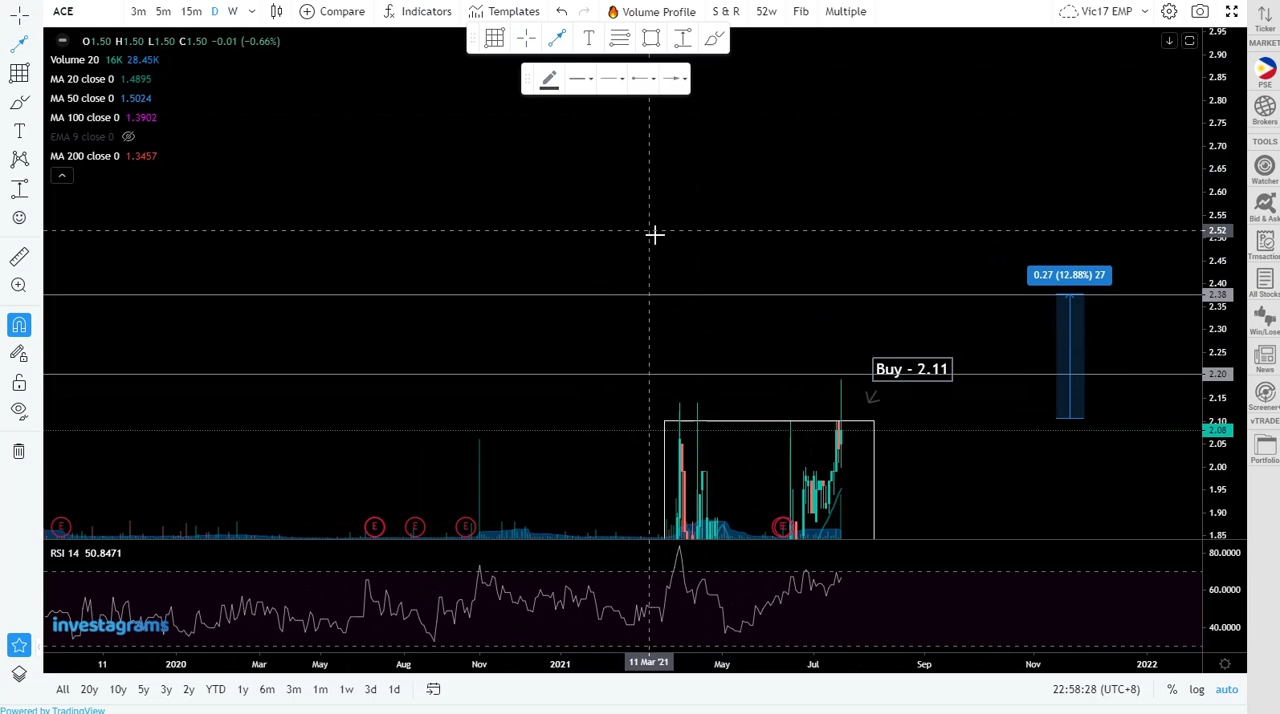 ACE 3m 5m 15m D W Compare Indicators Templates Volume Profile S & R 52w Fib Multiple Vic17 EMP
Ticker
MARKET
PSE
Brokers
TOOLS
Watcher
Bid & Ask
Trnsaction
All Stocks
Win/Lose
News
Screener
vTRADE
Portfolio
O1.50 H1.50 L1.50 C1.50 -0.01 (-0.66%)
Volume 20 16K 28.45K
MA 20 close 0 1.4895
MA 50 close 0 1.5024
MA 100 close 0 1.3902
EMA 9 close 0
MA 200 close 0 1.3457
2.95
2.90
2.85
2.80
2.75
2.70
2.65
2.60
2.55
2.52
2.50
2.45
2.40
2.38
2.35
2.30
2.25
2.20
2.15
2.10
2.08
2.05
2.00
1.95
1.90
1.85
0.27 (12.88%) 27
Buy - 2.11
E E E E E
RSI 14 50.8471
80.0000
60.0000
40.0000
investagrams
11 2020 Mar May Aug Nov 2021 11 Mar '21 May Jul Sep Nov 2022
All 20y 10y 5y 3y 2y YTD 1y 6m 3m 1m 1w 3d 1d 22:58:28 (UTC+8) % log auto
Powered by TradingView